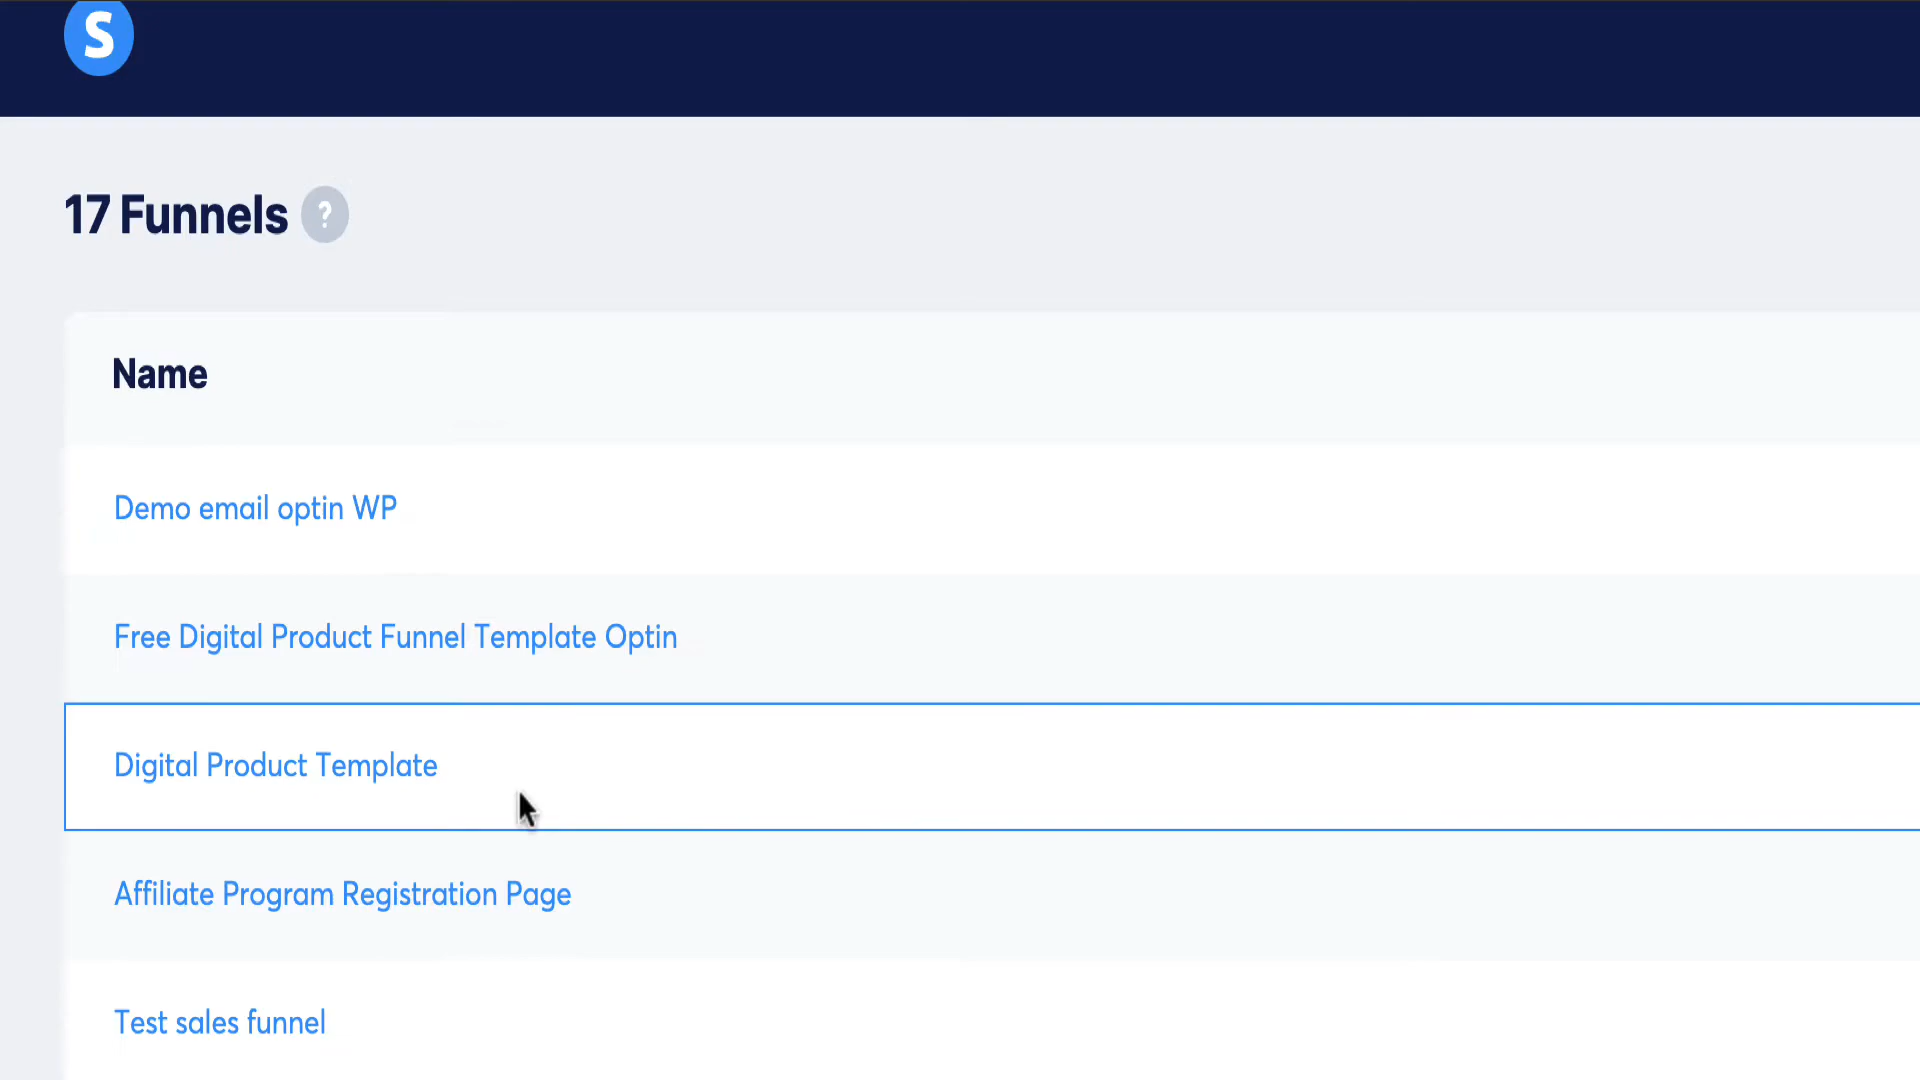 S
17 Funnels ?
Name
Demo email optin WP
Free Digital Product Funnel Template Optin
Digital Product Template
Affiliate Program Registration Page
Test sales funnel